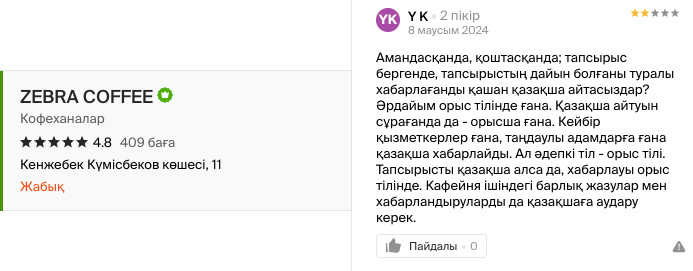 ZEBRA COFFEE
Кофеханалар
4.8 409 баға
Кенжебек Күмісбеков көшесі, 11
Жабық
YK
Y K • 2 пікір
8 маусым 2024
Амандасқанда, қоштасқанда; тапсырыс
бергенде, тапсырыстың дайын болғаны туралы
хабарлағанды қашан қазақша айтасыздар?
Әрдайым орыс тілінде ғана. Қазақша айтуын
сұрағанда да - орысша ғана. Кейбір
қызметкерлер ғана, таңдаулы адамдарға ғана
қазақша хабарлайды. Ал әдепкі тіл - орыс тілі.
Тапсырысты қазақша алса да, хабарлауы орыс
тілінде. Кафейня ішіндегі барлық жазулар мен
хабарландыруларды да қазақшаға аудару
керек.
Пайдалы • 0